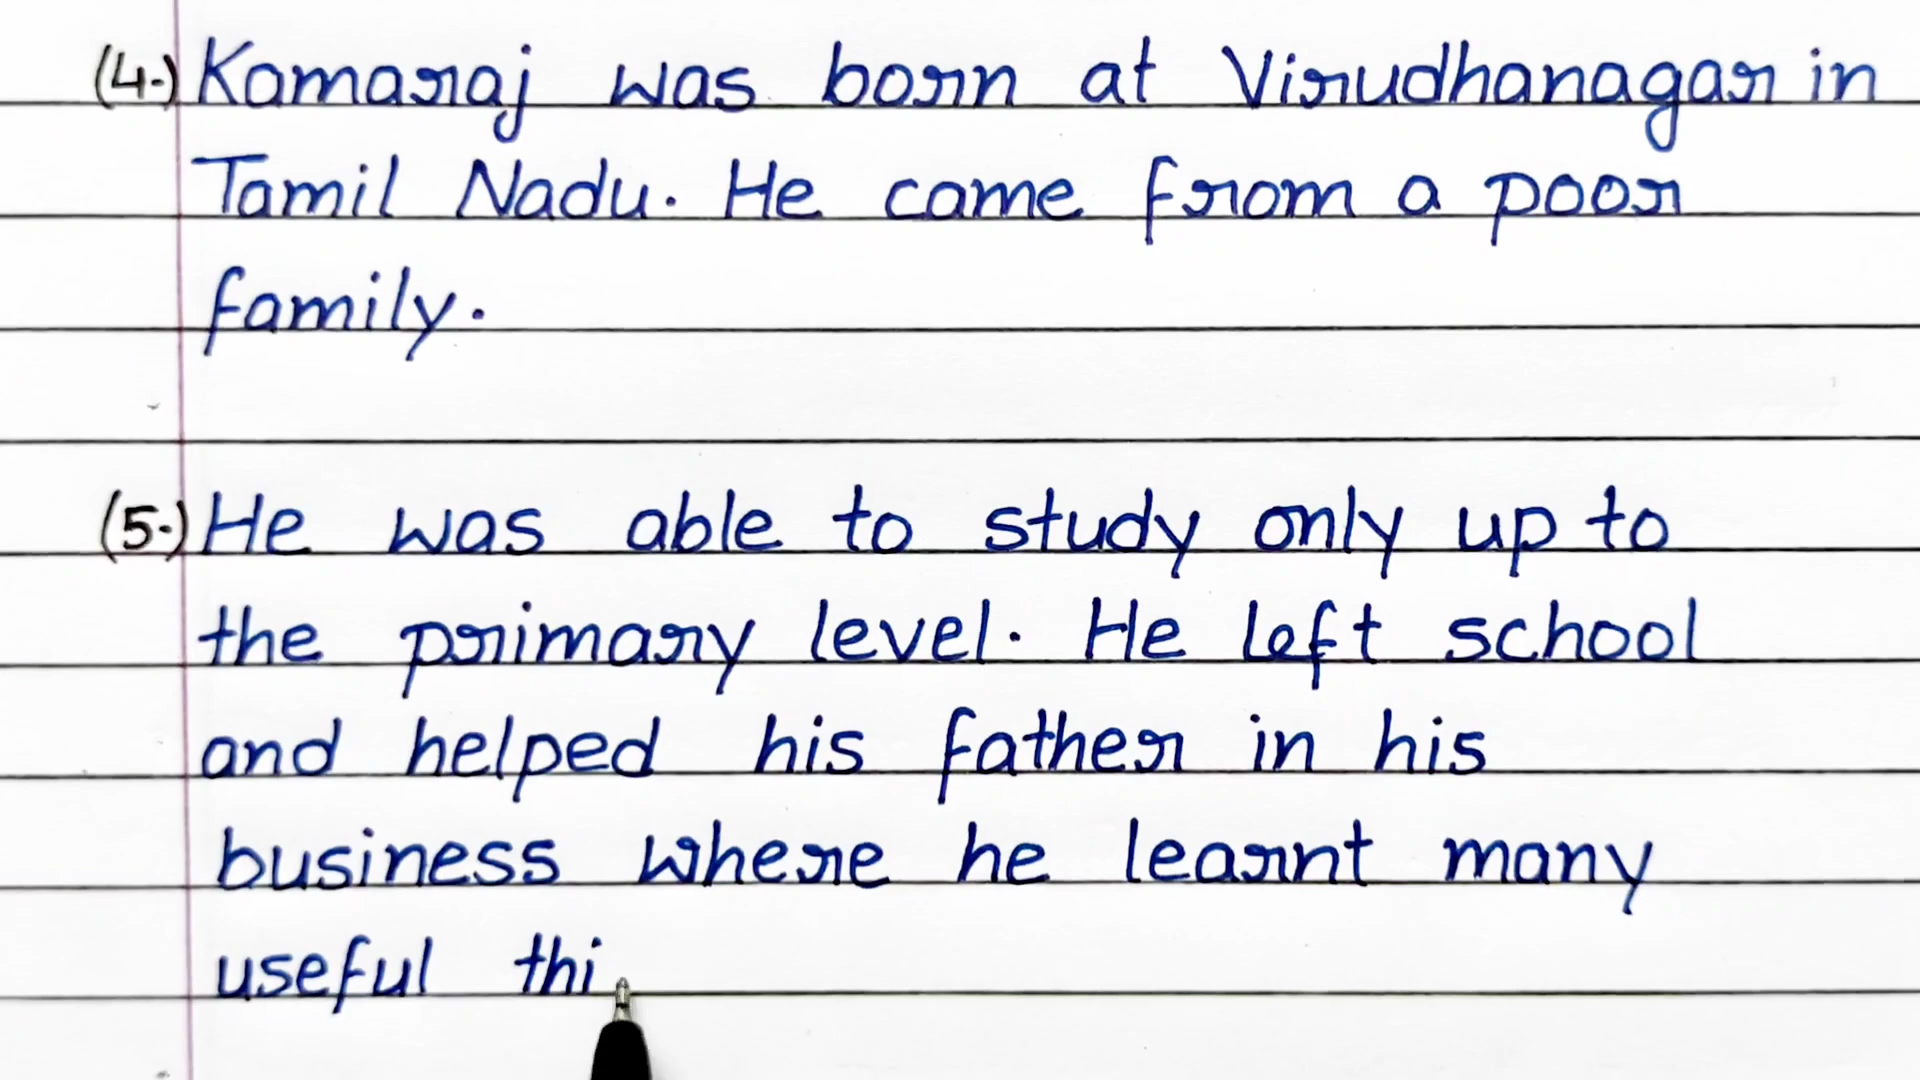 (4.) Kamaraj was born at Virudhanagar in
Tamil Nadu. He came from a poor
family.
(5.) He was able to study only up to
the primary level. He left school
and helped his father in his
business where he learnt many
useful thi